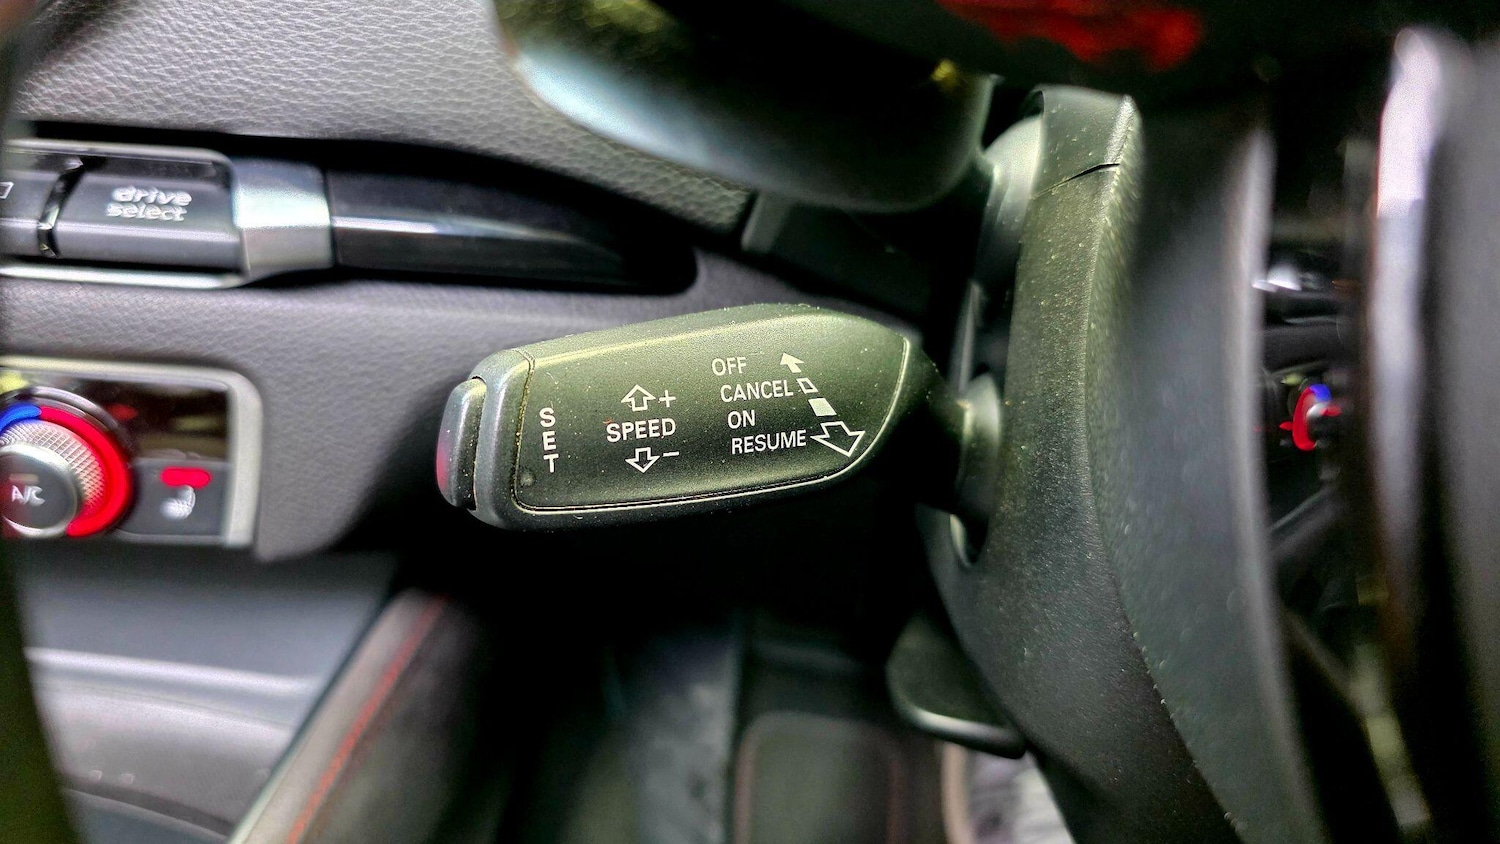 drive
select
A/C
SET
SPEED
+
−
OFF
CANCEL
ON
RESUME